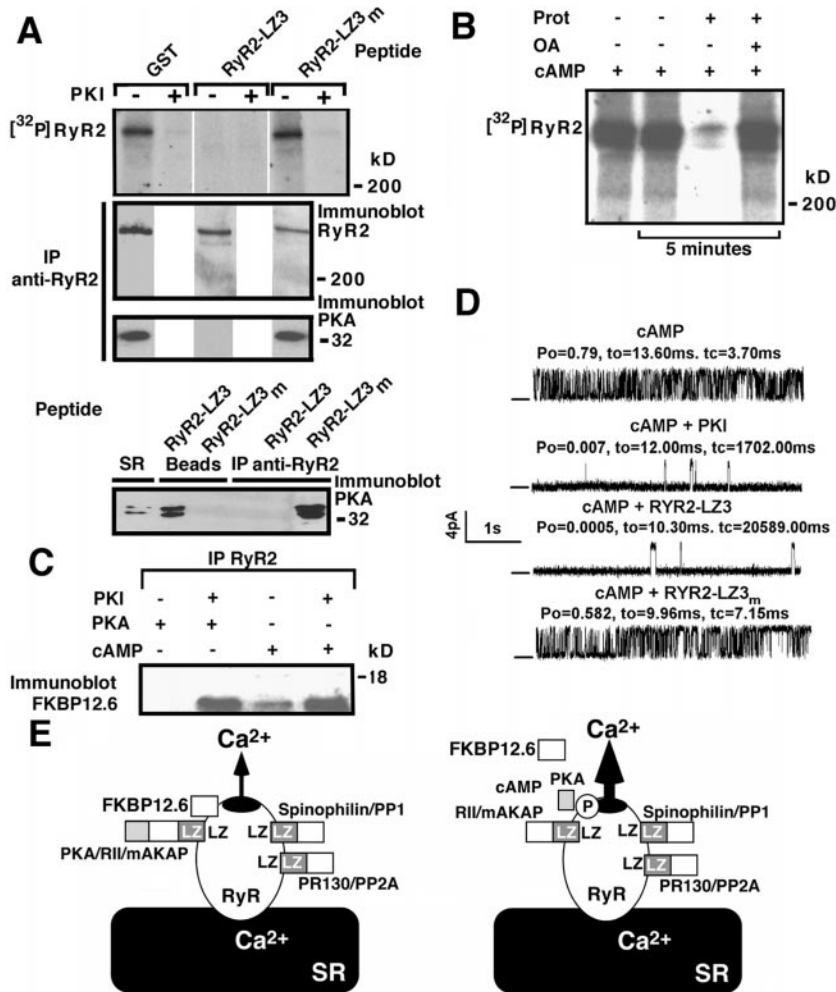 A
GST
RyR2-LZ3
RyR2-LZ3m
Peptide
PKI - + - + - +
[32P]RyR2
kD
200
Immunoblot
RyR2
IP
anti-RyR2
200
Immunoblot
PKA
32
Peptide
RyR2-LZ3
RyR2-LZ3m
RyR2-LZ3
RyR2-LZ3m
SR Beads IP anti-RyR2
Immunoblot
PKA
32
B
Prot - - + +
OA - - - +
cAMP + + + +
[32P]RyR2
kD
200
5 minutes
C
IP RyR2
PKI - + - +
PKA + + - -
cAMP - - + +
kD
18
Immunoblot
FKBP12.6
D
cAMP
Po=0.79, to=13.60ms. tc=3.70ms
cAMP + PKI
Po=0.007, to=12.00ms, tc=1702.00ms
cAMP + RYR2-LZ3
Po=0.0005, to=10.30ms, tc=20589.00ms
4pA
1s
cAMP + RYR2-LZ3m
Po=0.582, to=9.96ms, tc=7.15ms
E
Ca2+
FKBP12.6
Spinophilin/PP1
LZ LZ LZ LZ
PKA/RII/mAKAP
LZ LZ
PR130/PP2A
RyR
Ca2+
SR
Ca2+
FKBP12.6
cAMP PKA
P
RII/mAKAP
Spinophilin/PP1
LZ LZ LZ LZ
LZ LZ
PR130/PP2A
RyR
Ca2+
SR